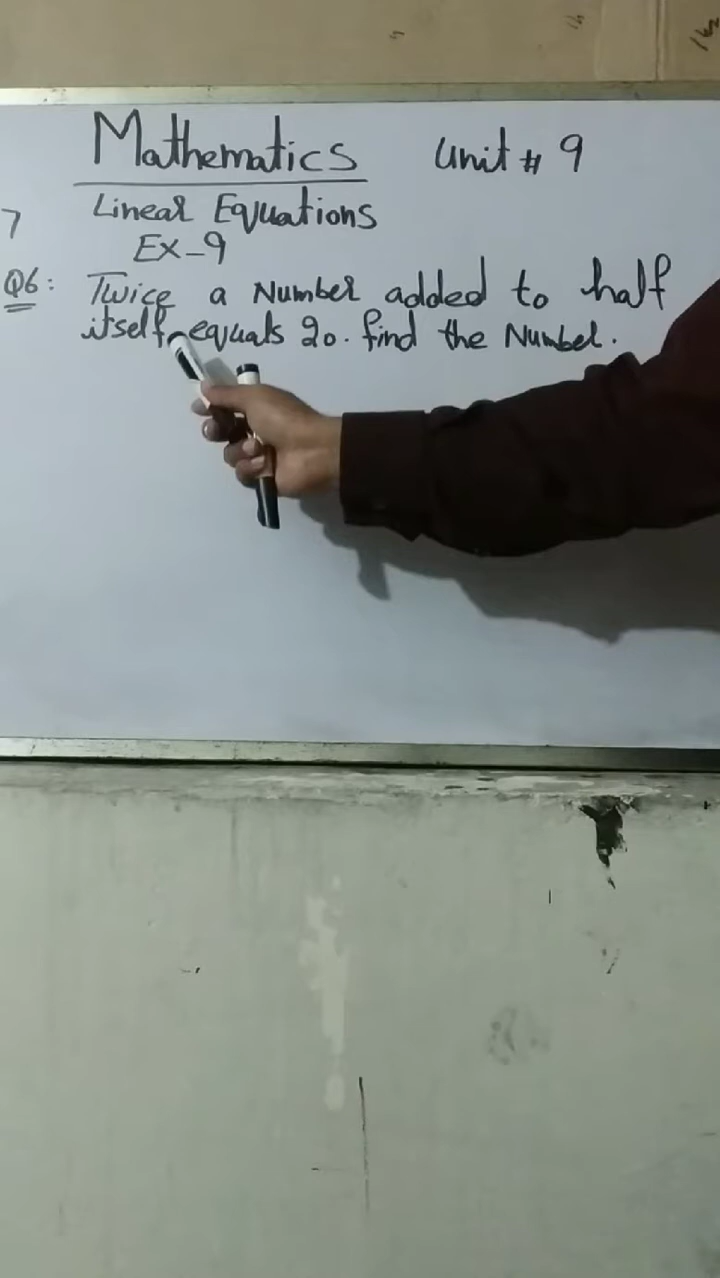 Mathematics Unit # 9
7 Linear Equations
Ex-9
Q6: Twice a Number added to half
itself equals 20. find the Number.